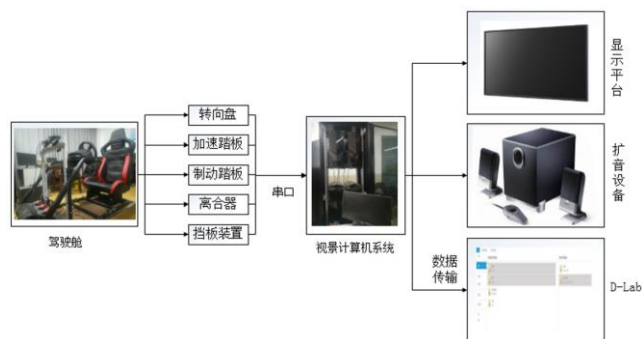 驾驶舱
转向盘
加速踏板
制动踏板
离合器
挡板装置
串口
视景计算机系统
显示平台
扩音设备
数据
传输
D-Lab